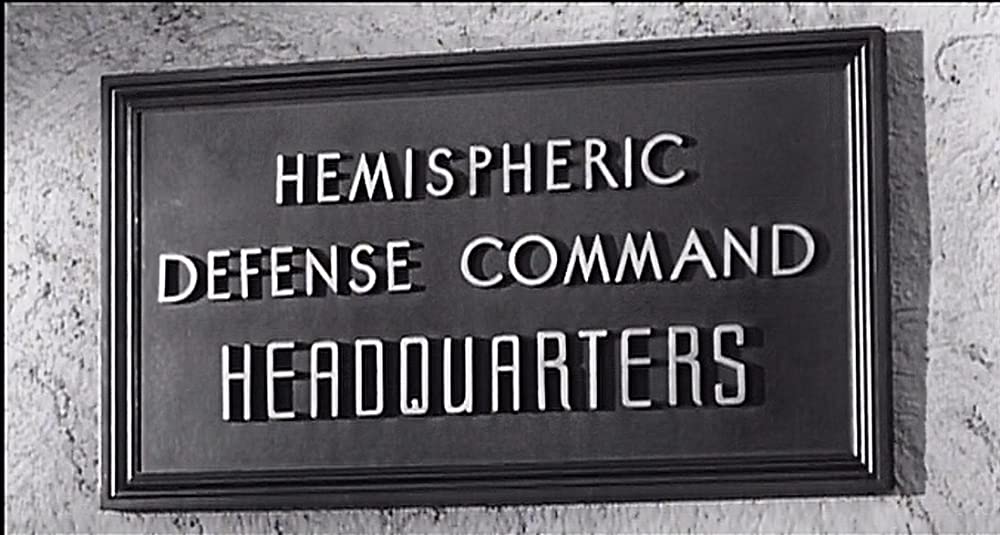 HEMISPHERIC
DEFENSE COMMAND
HEADQUARTERS